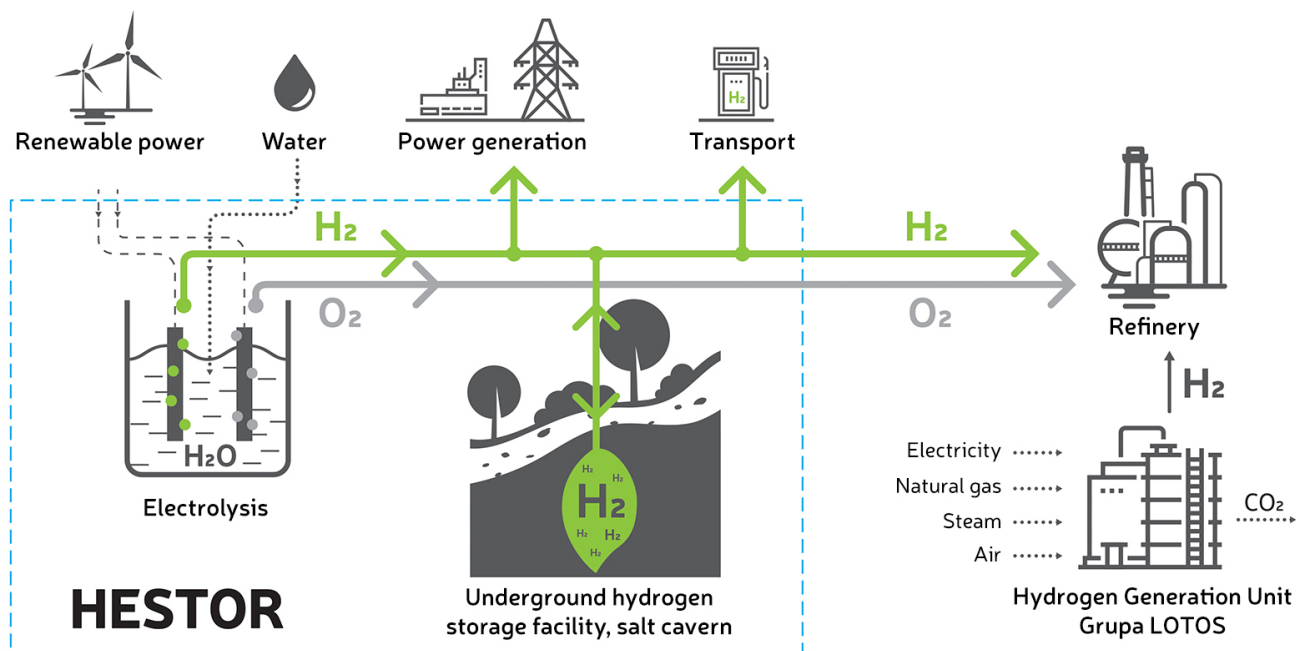 Renewable power
Water
Power generation
H₂
Transport
H₂
H₂
O₂
O₂
Refinery
H₂
H₂O
Electrolysis
H₂
H₂
H₂
H₂
H₂
H₂
Underground hydrogen
storage facility, salt cavern
HESTOR
Electricity
Natural gas
Steam
Air
CO₂
Hydrogen Generation Unit
Grupa LOTOS